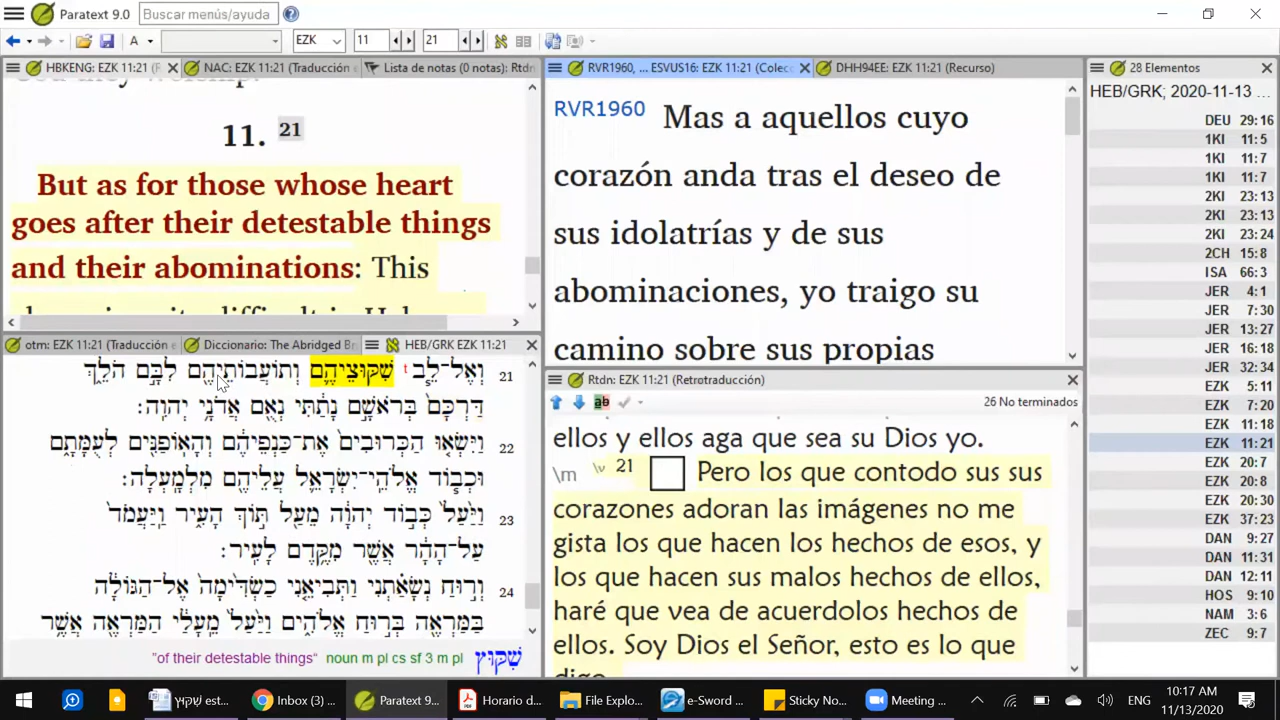 Paratext 9.0
Buscar menús/ayuda
A
EZK
11
21
HBKENG: EZK 11:21 (R
NAC: EZK 11:21 (Traducción
Lista de notas (0 notas): Rtdn
11. 21
But as for those whose heart
goes after their detestable things
and their abominations: This
RVR1960, ... ESVUS16: EZK 11:21 (Colec
DHH94EE: EZK 11:21 (Recurso)
RVR1960 Mas a aquellos cuyo
corazón anda tras el deseo de
sus idolatrías y de sus
abominaciones, yo traigo su
camino sobre sus propias
28 Elementos
HEB/GRK; 2020-11-13 ...
DEU 29:16
1KI 11:5
1KI 11:7
1KI 11:7
2KI 23:13
2KI 23:13
2KI 23:24
2CH 15:8
ISA 66:3
JER 4:1
JER 7:30
JER 13:27
JER 16:18
JER 32:34
EZK 5:11
EZK 7:20
EZK 11:18
EZK 11:21
EZK 20:7
EZK 20:8
EZK 20:30
EZK 37:23
DAN 9:27
DAN 11:31
DAN 12:11
HOS 9:10
NAM 3:6
ZEC 9:7
otm: EZK 11:21 (Traducción e
Diccionario: The Abridged Br
HEB/GRK: EZK 11:21
21 וְאֶל־לֵ֧ב t שִׁקּוּצֵיהֶ֛ם וְתוֹעֲבוֹתֵיהֶ֖ם לִבָּ֣ם הֹלֵ֑ךְ
דַּרְכָּם֙ בְּרֹאשָׁ֣ם נָתַ֔תִּי נְאֻ֖ם אֲדֹנָ֥י יְהוִֽה׃
22 וַיִּשְׂא֤וּ הַכְּרוּבִים֙ אֶת־כַּנְפֵיהֶ֔ם וְהָאֽוֹפַנִּ֖ים לְעֻמָּתָ֑ם
וּכְב֧וֹד אֱלֹהֵֽי־יִשְׂרָאֵ֛ל עֲלֵיהֶ֖ם מִלְמָֽעְלָה׃
23 וַיַּ֙עַל֙ כְּב֣וֹד יְהוָ֔ה מֵעַ֖ל תּ֣וֹךְ הָעִ֑יר וַֽיַּעֲמֹד֙
עַל־הָהָ֔ר אֲשֶׁ֖ר מִקֶּ֥דֶם לָעִֽיר׃
24 וְר֣וּחַ נְשָׂאַ֗תְנִי וַתְּבִיאֵ֤נִי כַשְׂדִּ֙ימָה֙ אֶל־הַגּוֹלָ֔ה
בַּמַּרְאֶ֖ה בְּר֣וּחַ אֱלֹהִ֑ים וַיַּ֙עַל֙ מֵֽעָלַ֔י הַמַּרְאֶ֖ה אֲשֶׁ֥ר
"of their detestable things" noun m pl cs sf 3 m pl שִׁקּוּץ
Rtdn: EZK 11:21 (Retrotraducción)
26 No terminados
ellos y ellos aga que sea su Dios yo.
\m \v 21 Pero los que contodo sus sus
corazones adoran las imágenes no me
gista los que hacen los hechos de esos, y
los que hacen sus malos hechos de ellos,
haré que vea de acuerdolos hechos de
ellos. Soy Dios el Señor, esto es lo que
שִׁקּוּץ est...
Inbox (3) ...
Paratext 9...
Horario d...
File Explo...
e-Sword ...
Sticky No...
Meeting ...
ENG
10:17 AM
11/13/2020